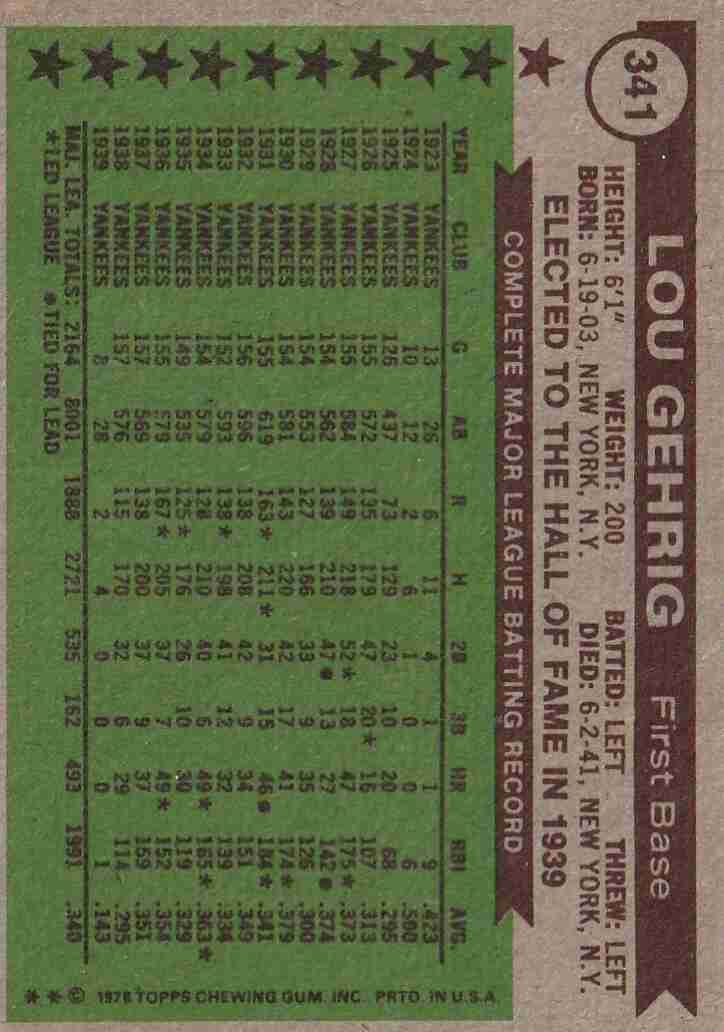 341
LOU GEHRIG First Base
HEIGHT: 6'1" WEIGHT: 200 BATTED: LEFT THREW: LEFT
BORN: 6-19-03, NEW YORK, N.Y. DIED: 6-2-41, NEW YORK, N.Y.
ELECTED TO THE HALL OF FAME IN 1939
COMPLETE MAJOR LEAGUE BATTING RECORD
YEAR CLUB G AB R H 2B 3B HR RBI AVG.
1923 YANKEES 13 26 6 11 4 1 1 9 .423
1924 YANKEES 10 12 2 6 1 0 0 6 .500
1925 YANKEES 126 437 73 129 23 10 20 68 .295
1926 YANKEES 155 572 135 179 47 20* 16 107 .313
1927 YANKEES 155 584 149 218 52* 18 47 175* .373
1928 YANKEES 154 562 139 210 47● 13 27 142● .374
1929 YANKEES 154 553 127 166 33 9 35 126 .300
1930 YANKEES 154 581 143 220 42 17 41 174* .379
1931 YANKEES 155 619 163* 211* 31 15 46● 184* .341
1932 YANKEES 156 596 138 208 42 9 34 151 .349
1933 YANKEES 152 593 138* 198 41 12 32 139 .334
1934 YANKEES 154 579 128 210 40 6 49* 165* .363*
1935 YANKEES 149 535 125* 176 26 10 30 119 .329
1936 YANKEES 155 579 167* 205 37 7 49* 152 .354
1937 YANKEES 157 569 138 200 37 9 37 159 .351
1938 YANKEES 157 576 115 170 32 6 29 114 .295
1939 YANKEES 8 28 2 4 0 0 0 1 .143
MAJ. LEA. TOTALS: 2164 8001 1888 2721 535 162 493 1991 .340
*LED LEAGUE ●TIED FOR LEAD
**© 1976 TOPPS CHEWING GUM. INC. PRTD. IN U.S.A.